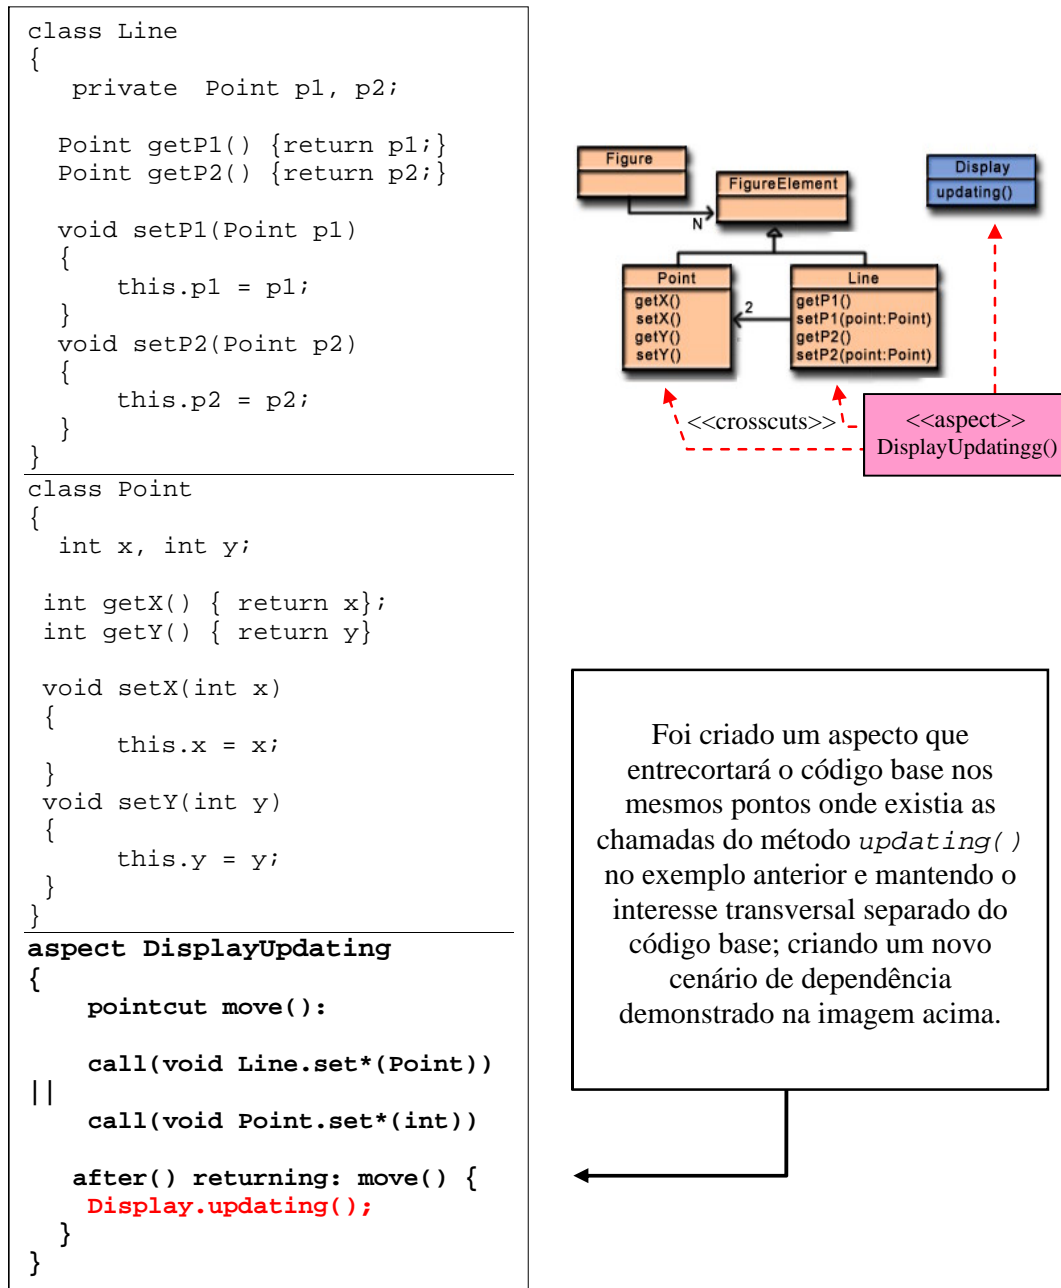 class Line
{
private Point p1, p2;
Point getP1() {return p1;}
Point getP2() {return p2;}
void setP1(Point p1)
{
this.p1 = p1;
}
void setP2(Point p2)
{
this.p2 = p2;
}
}
class Point
{
int x, int y;
int getX() { return x};
int getY() { return y}
void setX(int x)
{
this.x = x;
}
void setY(int y)
{
this.y = y;
}
}
aspect DisplayUpdating
{
pointcut move():
call(void Line.set*(Point))
||
call(void Point.set*(int))
after() returning: move() {
Display.updating();
}
}
Figure
FigureElement
Display
updating()
N
Point
getX()
setX()
getY()
setY()
2
Line
getP1()
setP1(point:Point)
getP2()
setP2(point:Point)
<<crosscuts>>
<<aspect>>
DisplayUpdatingg()
Foi criado um aspecto que
entrecortará o código base nos
mesmos pontos onde existia as
chamadas do método updating()
no exemplo anterior e mantendo o
interesse transversal separado do
código base; criando um novo
cenário de dependência
demonstrado na imagem acima.